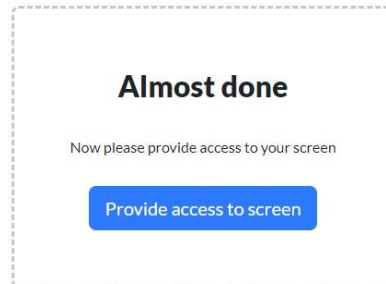 Almost done
Now please provide access to your screen
Provide access to screen